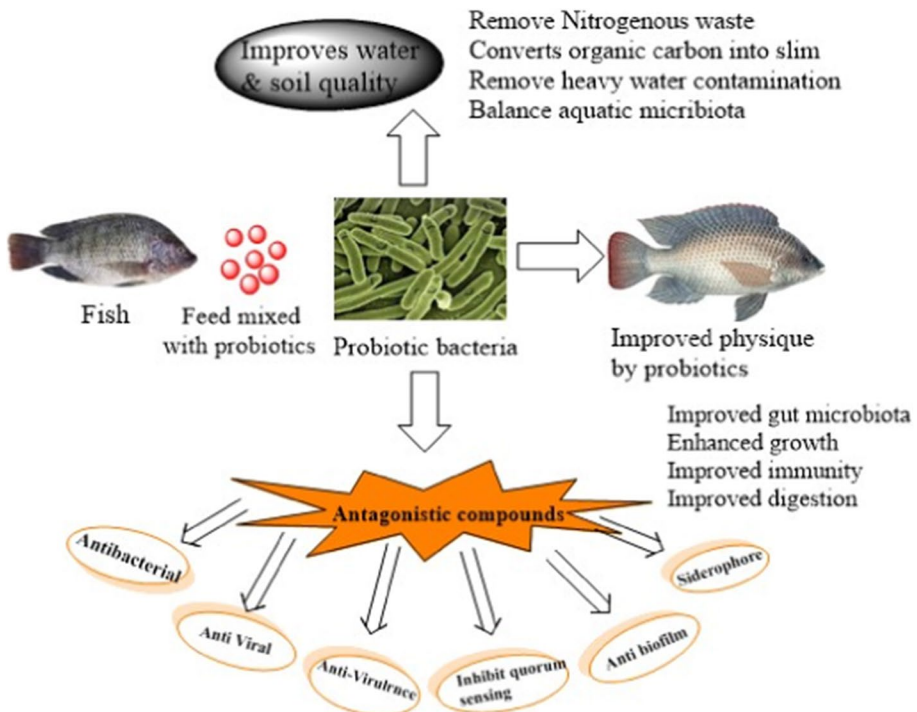 Improves water
& soil quality
Remove Nitrogenous waste
Converts organic carbon into slim
Remove heavy water contamination
Balance aquatic micribiota
Fish
Feed mixed
with probiotics
Probiotic bacteria
Improved physique
by probiotics
Improved gut microbiota
Enhanced growth
Improved immunity
Improved digestion
Antagonistic compounds
Antibacterial
Anti Viral
Anti-Virulrnce
Inhibit quorum
sensing
Anti biofilm
Siderophore